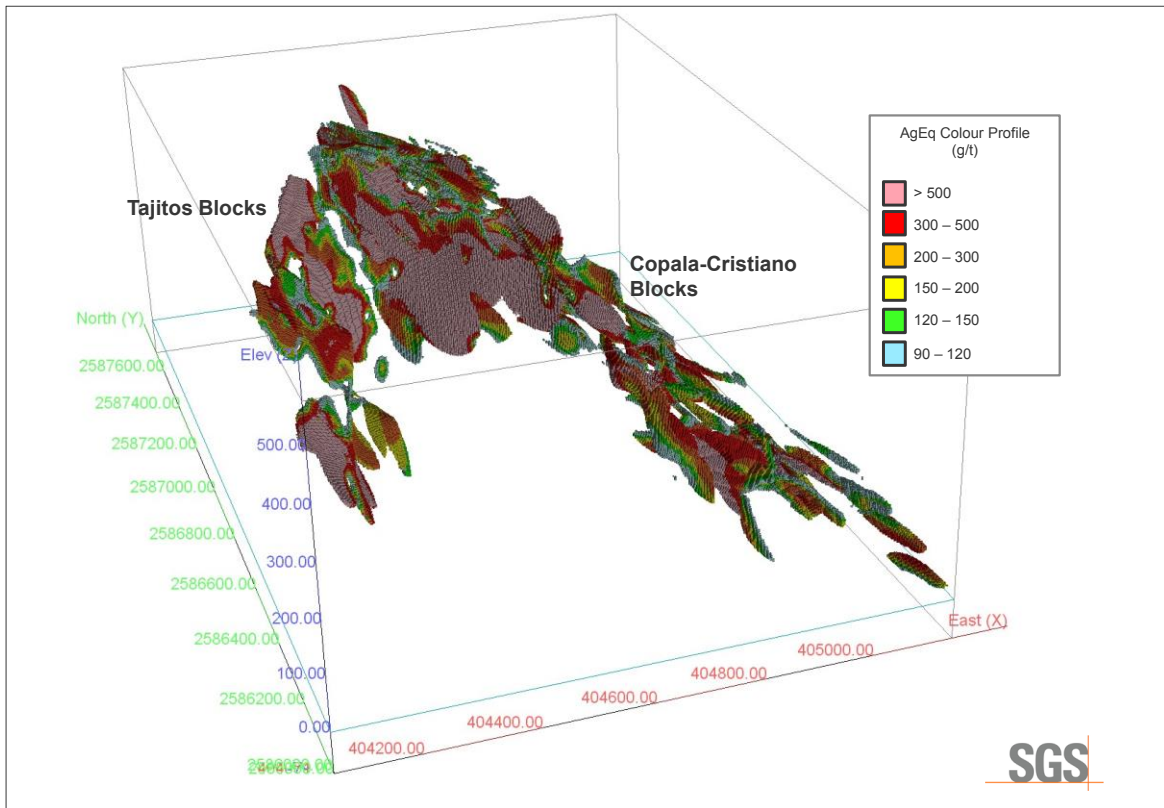 AgEq Colour Profile
(g/t)
> 500
300 – 500
200 – 300
150 – 200
120 – 150
90 – 120
Tajitos Blocks
Copala-Cristiano
Blocks
North (Y)
2587600.00
2587400.00
2587200.00
2587000.00
2586800.00
2586600.00
2586400.00
2586200.00
Elev
500.00
400.00
300.00
200.00
100.00
0.00
East (X)
405000.00
404800.00
404600.00
404400.00
404200.00
SGS